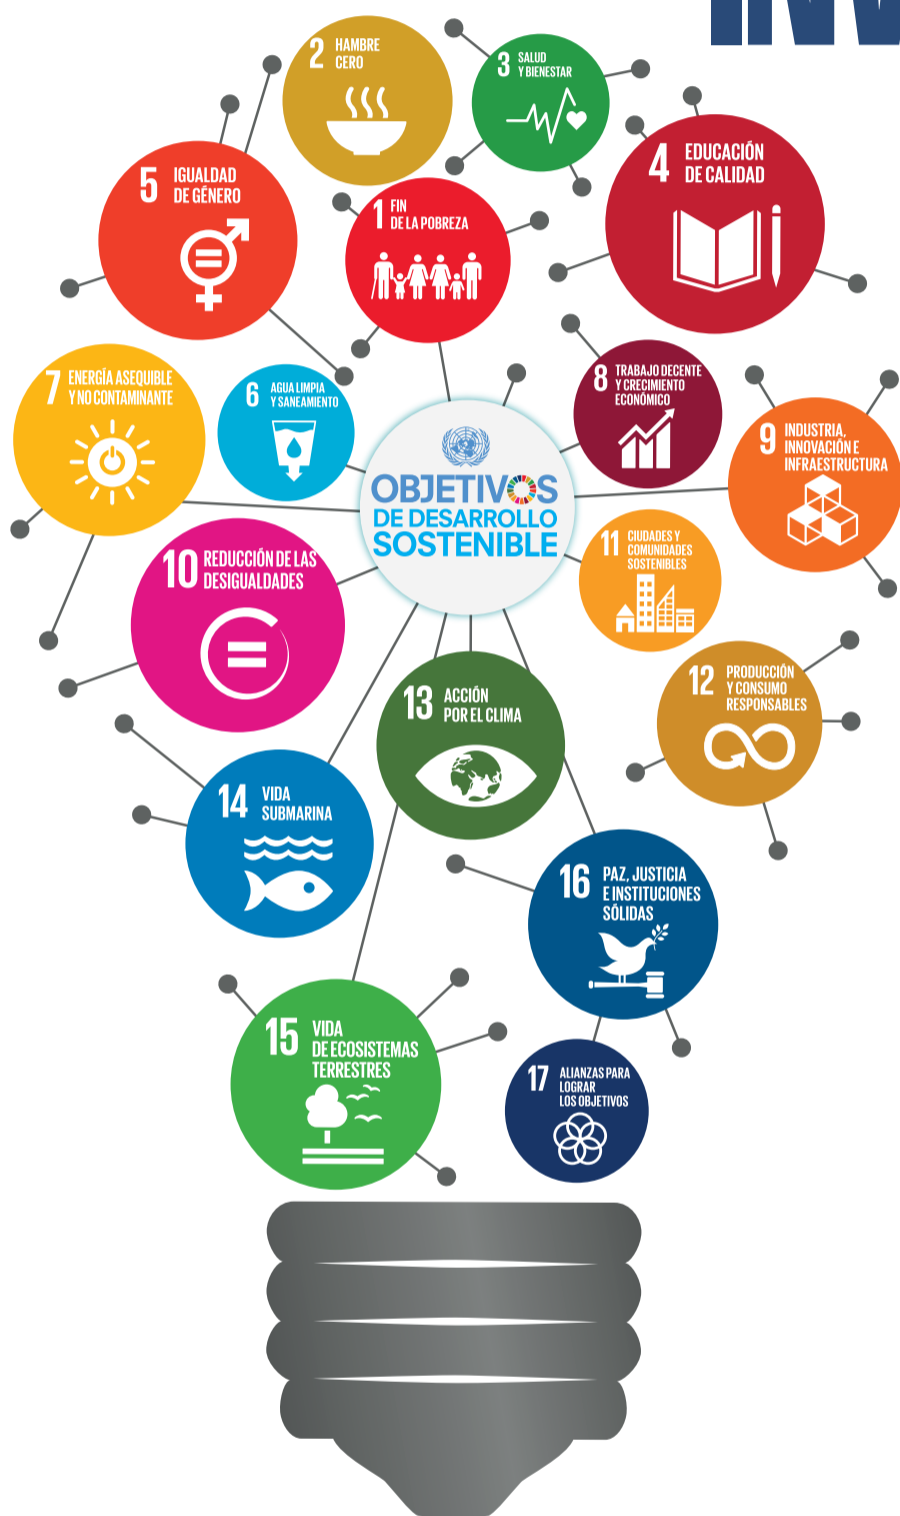 INV
2 HAMBRE
CERO
3 SALUD
Y BIENESTAR
4 EDUCACIÓN
DE CALIDAD
5 IGUALDAD
DE GÉNERO
1 FIN
DE LA POBREZA
7 ENERGÍA ASEQUIBLE
Y NO CONTAMINANTE
6 AGUA LIMPIA
Y SANEAMIENTO
8 TRABAJO DECENTE
Y CRECIMIENTO
ECONÓMICO
9 INDUSTRIA,
INNOVACIÓN E
INFRAESTRUCTURA
OBJETIVOS
DE DESARROLLO
SOSTENIBLE
10 REDUCCIÓN DE LAS
DESIGUALDADES
11 CIUDADES Y
COMUNIDADES
SOSTENIBLES
12 PRODUCCIÓN
Y CONSUMO
RESPONSABLES
13 ACCIÓN
POR EL CLIMA
14 VIDA
SUBMARINA
16 PAZ, JUSTICIA
E INSTITUCIONES
SÓLIDAS
15 VIDA
DE ECOSISTEMAS
TERRESTRES
17 ALIANZAS PARA
LOGRAR
LOS OBJETIVOS